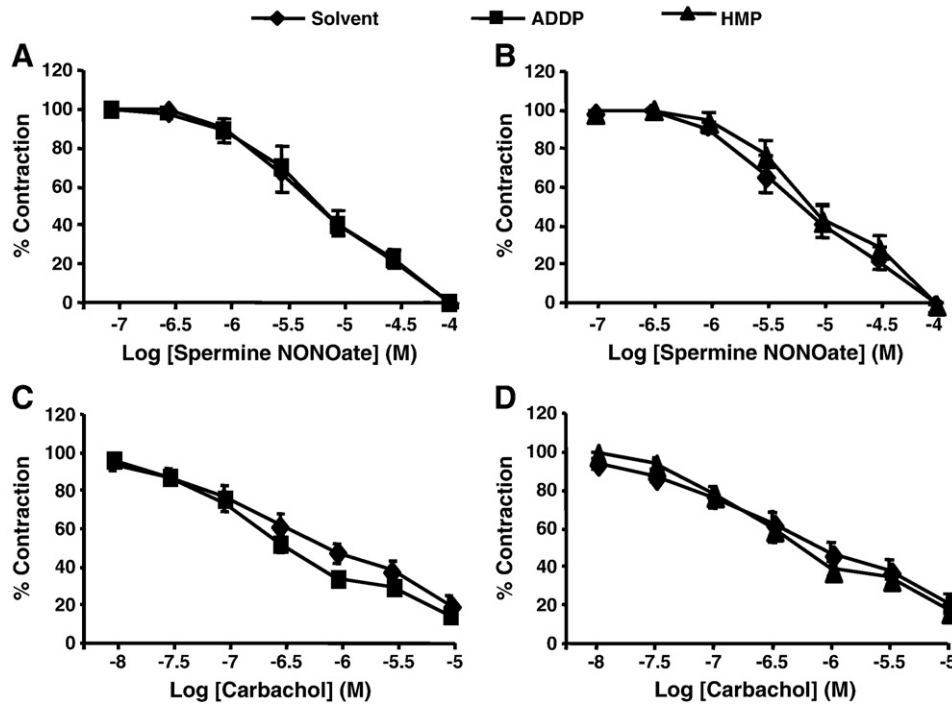 Solvent ADDP HMP
A B
120 120
100 100
80 80
60 60
40 40
20 20
0 0
% Contraction % Contraction
-7 -6.5 -6 -5.5 -5 -4.5 -4 -7 -6.5 -6 -5.5 -5 -4.5 -4
Log [Spermine NONOate] (M) Log [Spermine NONOate] (M)
C D
120 120
100 100
80 80
60 60
40 40
20 20
0 0
% Contraction % Contraction
-8 -7.5 -7 -6.5 -6 -5.5 -5 -8 -7.5 -7 -6.5 -6 -5.5 -5
Log [Carbachol] (M) Log [Carbachol] (M)